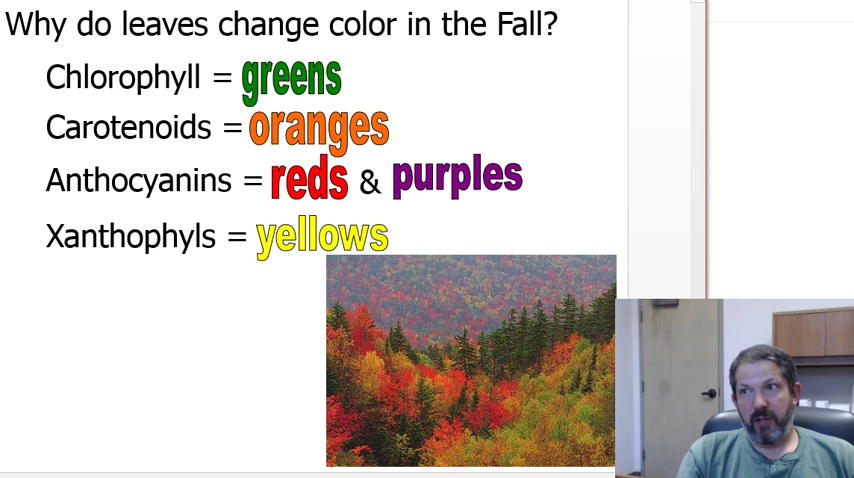 Why do leaves change color in the Fall?
Chlorophyll = greens
Carotenoids = oranges
Anthocyanins = reds & purples
Xanthophyls = yellows